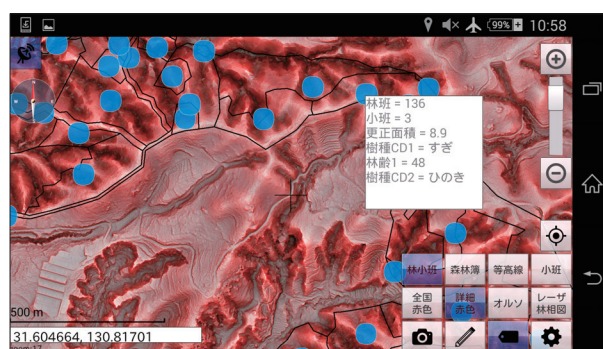 99% 10:58
林班 = 136
小班 = 3
更正面積 = 8.9
樹種CD1 = すぎ
林齢1 = 48
樹種CD2 = ひのき
林小班 森林簿 等高線 小班
全国赤色 詳細赤色 オルソ レーザ林相図
500 m
31.604664, 130.81701
zoom:17